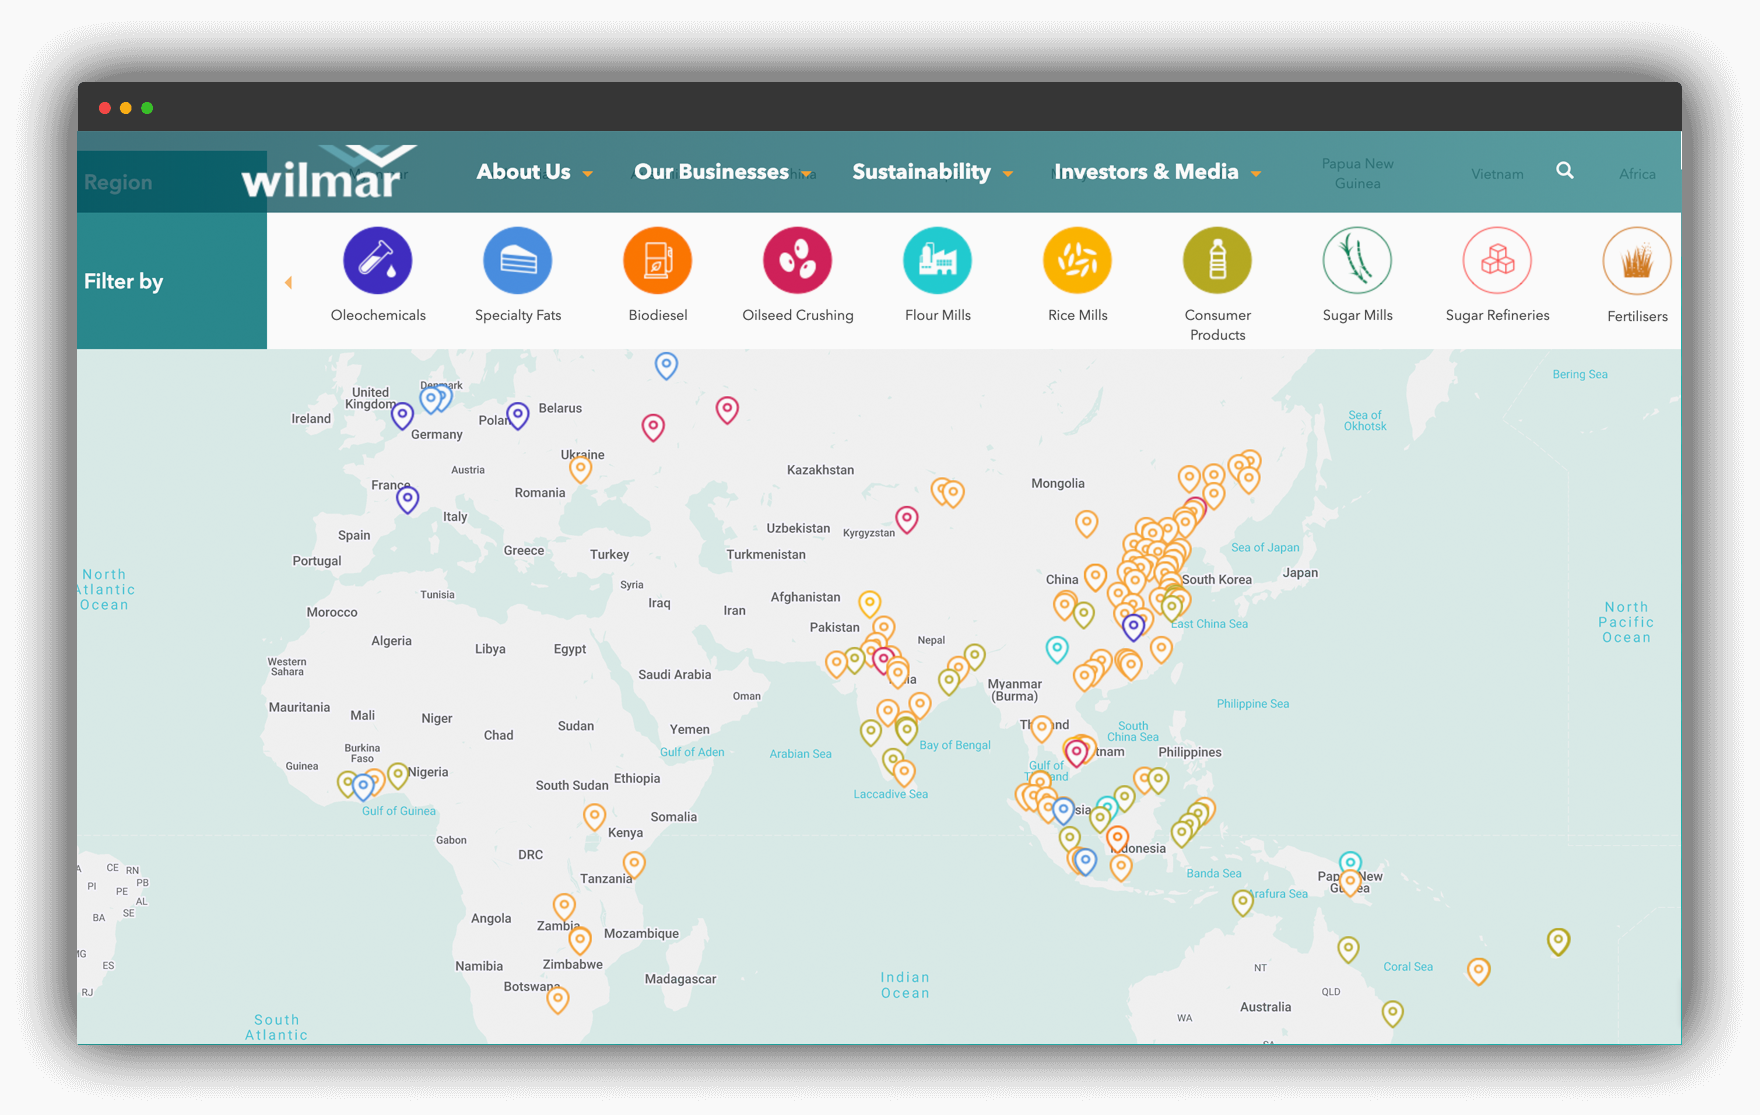 wilmar
About Us
Our Businesses
Sustainability
Investors & Media
Region
Papua New
Guinea
Vietnam
Africa
Filter by
Oleochemicals
Specialty Fats
Biodiesel
Oilseed Crushing
Flour Mills
Rice Mills
Consumer
Products
Sugar Mills
Sugar Refineries
Fertilisers
Bering Sea
Denmark
United
Kingdom
Ireland
Belarus
Germany
Sea of
Okhotsk
Ukraine
Austria
Kazakhstan
France
Mongolia
Romania
Italy
Spain
Uzbekistan
Kyrgyzstan
Portugal
Greece
Turkey
Turkmenistan
Sea of Japan
North
Atlantic
Ocean
Syria
China
South Korea
Japan
Tunisia
Afghanistan
Iraq
Iran
Morocco
Pakistan
East China Sea
North
Pacific
Ocean
Algeria
Libya
Egypt
Nepal
Western
Sahara
Saudi Arabia
Myanmar
(Burma)
Oman
Mauritania
Mali
Niger
Sudan
Yemen
Chad
Philippine Sea
South
China Sea
Burkina
Faso
Gulf of Aden
Arabian Sea
Bay of Bengal
Philippines
Guinea
Nigeria
Gulf of
Ethiopia
South Sudan
Laccadive Sea
Gulf of Guinea
Somalia
Kenya
Gabon
DRC
Indonesia
CE
RN
PI
PE
PB
AL
BA
SE
Tanzania
Banda Sea
Papua New
Guinea
Arafura Sea
Angola
Zambia
Mozambique
ES
Namibia
Zimbabwe
Botswana
Madagascar
Indian
Ocean
NT
Coral Sea
RJ
QLD
Australia
WA
South
Atlantic